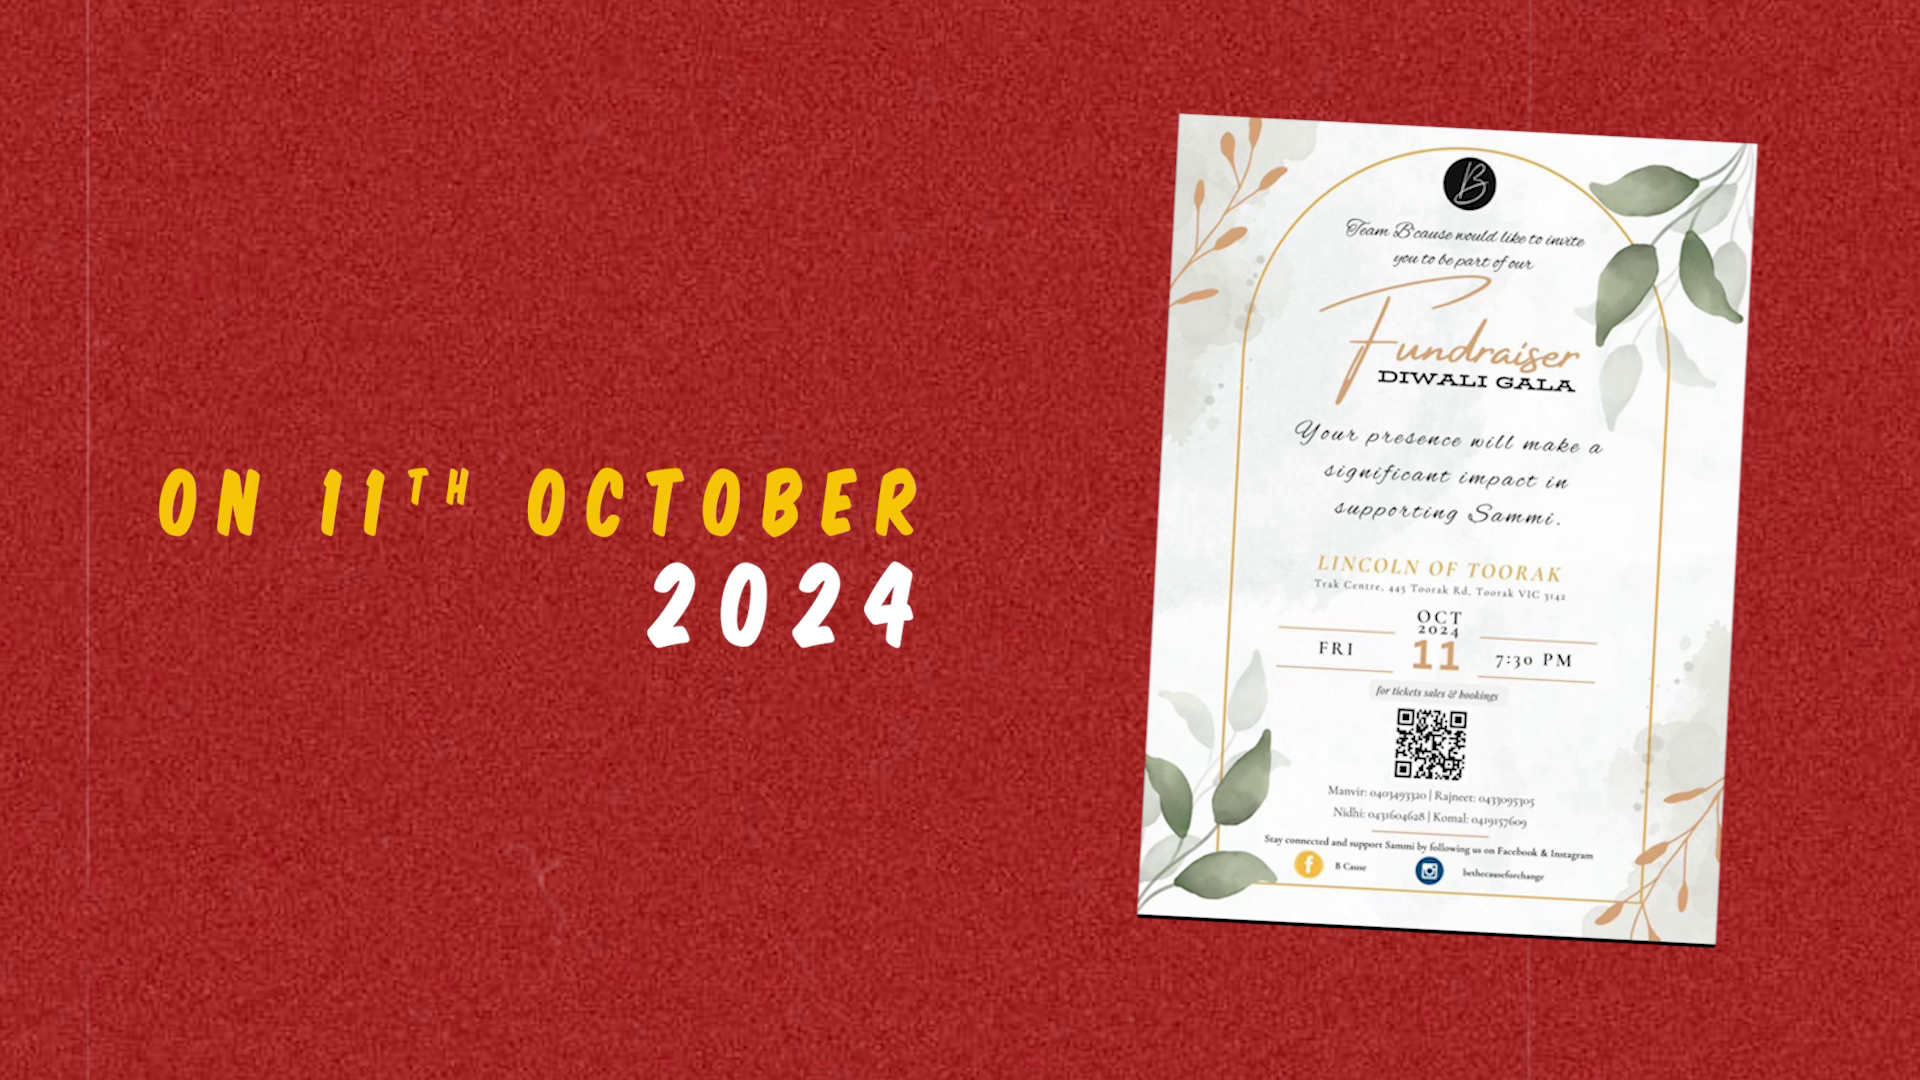 ON 11TH OCTOBER
2024
B
Team B'cause would like to invite
you to be part of our
Fundraiser
DIWALI GALA
Your presence will make a
significant impact in
supporting Sammi.
LINCOLN OF TOORAK
Trak Centre, 445 Toorak Rd, Toorak VIC 3142
OCT
2024
FRI 11 7:30 PM
for tickets sales & bookings
Manvir: 0403493320 | Rajneet: 0433095305
Nidhi: 0431604628 | Komal: 0419157609
Stay connected and support Sammi by following us on Facebook & Instagram
f B Cause bethecauseforchange